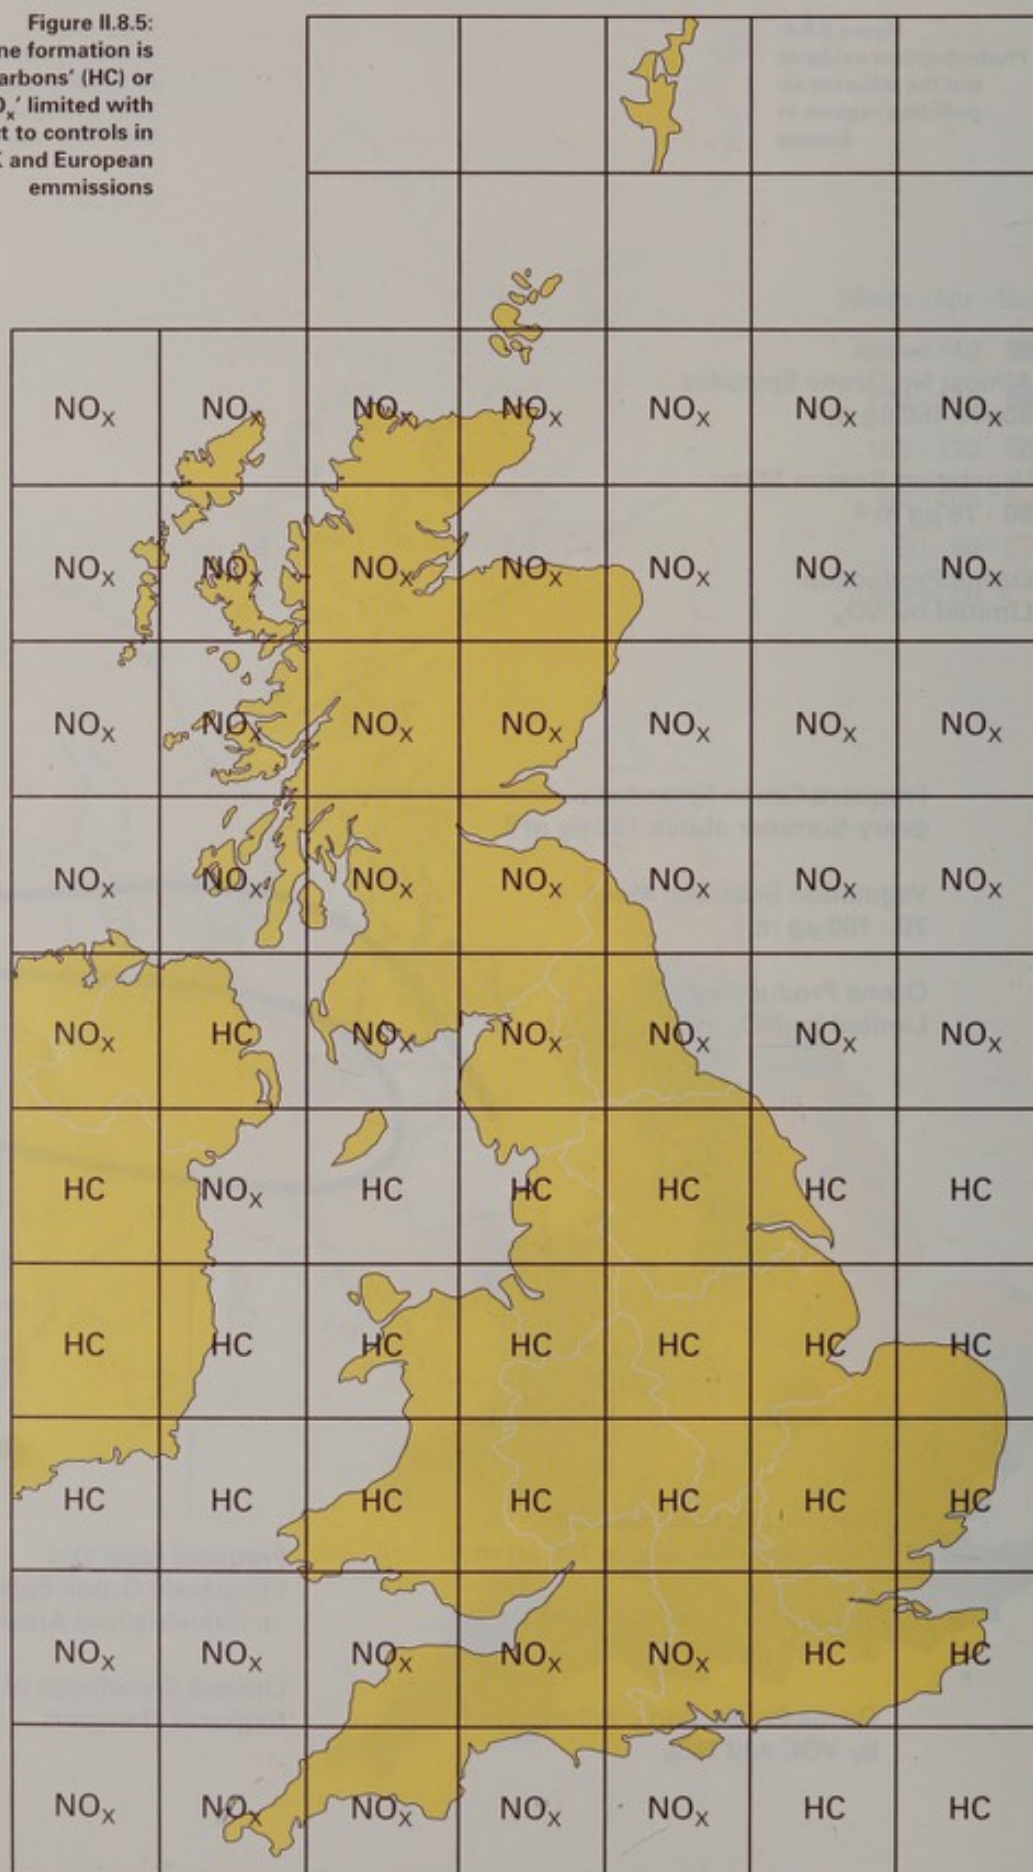 Figure II.8.5:
ne formation is
arbons' (HC) or
Oₓ' limited with
t to controls in
K and European
emmissions
NOₓ NOₓ NOₓ NOₓ NOₓ NOₓ NOₓ
NOₓ NOₓ NOₓ NOₓ NOₓ NOₓ NOₓ
NOₓ NOₓ NOₓ NOₓ NOₓ NOₓ NOₓ
NOₓ NOₓ NOₓ NOₓ NOₓ NOₓ NOₓ
NOₓ HC NOₓ NOₓ NOₓ NOₓ NOₓ
HC NOₓ HC HC HC HC HC
HC HC HC HC HC HC HC
HC HC HC HC HC HC HC
NOₓ NOₓ NOₓ NOₓ NOₓ HC HC
NOₓ NOₓ NOₓ NOₓ NOₓ HC HC